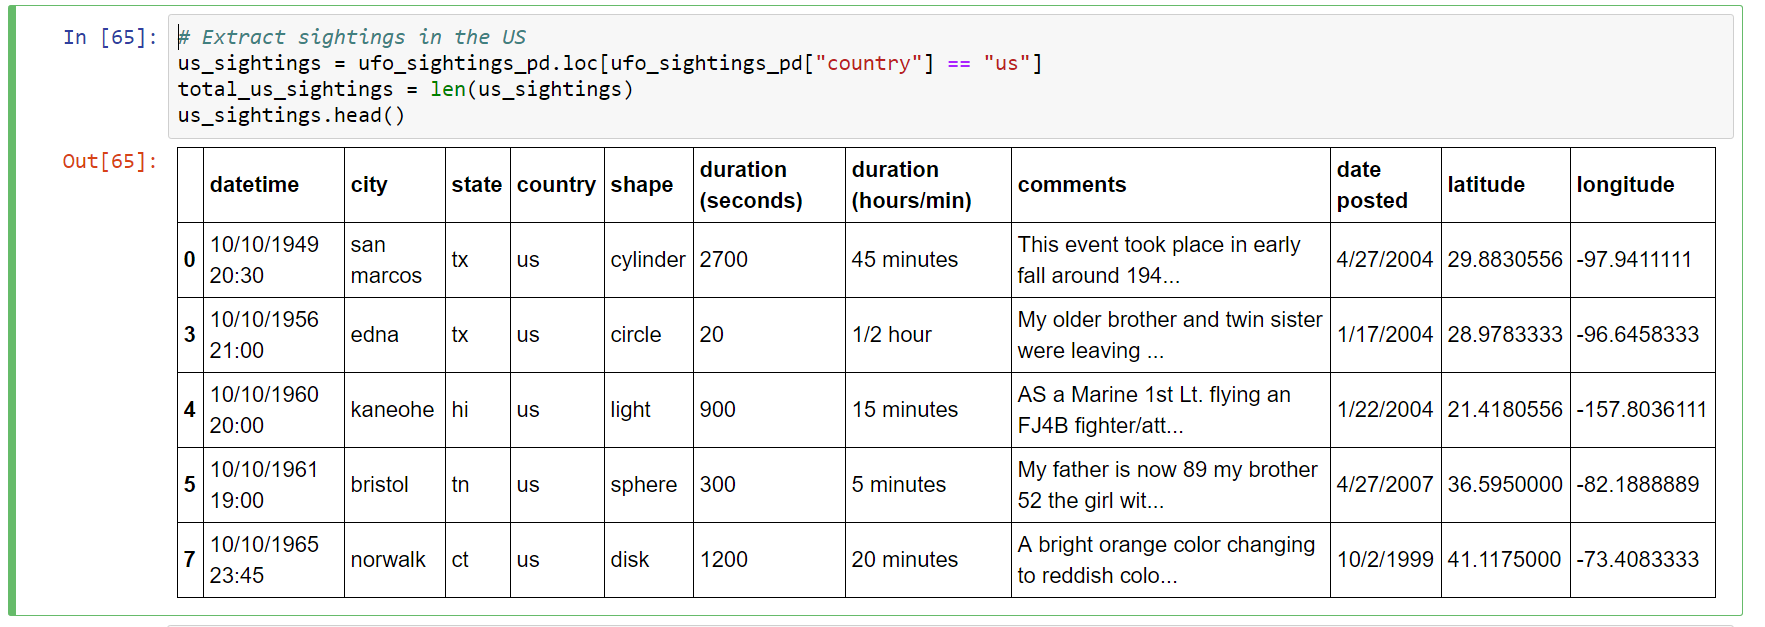 In [65]:
# Extract sightings in the US
us_sightings = ufo_sightings_pd.loc[ufo_sightings_pd["country"] == "us"]
total_us_sightings = len(us_sightings)
us_sightings.head()
Out[65]:
datetime city state country shape duration (seconds) duration (hours/min) comments date posted latitude longitude
0 10/10/1949 20:30 san marcos tx us cylinder 2700 45 minutes This event took place in early fall around 194... 4/27/2004 29.8830556 -97.9411111
3 10/10/1956 21:00 edna tx us circle 20 1/2 hour My older brother and twin sister were leaving ... 1/17/2004 28.9783333 -96.6458333
4 10/10/1960 20:00 kaneohe hi us light 900 15 minutes AS a Marine 1st Lt. flying an FJ4B fighter/att... 1/22/2004 21.4180556 -157.8036111
5 10/10/1961 19:00 bristol tn us sphere 300 5 minutes My father is now 89 my brother 52 the girl wit... 4/27/2007 36.5950000 -82.1888889
7 10/10/1965 23:45 norwalk ct us disk 1200 20 minutes A bright orange color changing to reddish colo... 10/2/1999 41.1175000 -73.4083333